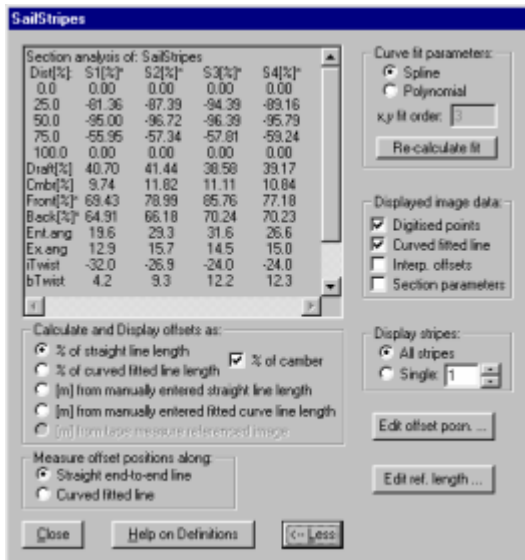 SailStripes
Section analysis of: SailStripes
Dist[%]: S1[%]* S2[%]* S3[%]* S4[%]*
0.0 0.00 0.00 0.00 0.00
25.0 -81.36 -87.39 -94.39 -89.16
50.0 -95.00 -96.72 -96.39 -95.79
75.0 -55.95 -57.34 -57.81 -59.24
100.0 0.00 0.00 0.00 0.00
Draft[%] 40.70 41.44 38.58 39.17
Cmbr[%] 9.74 11.82 11.11 10.84
Front[%]* 69.43 78.99 85.76 77.18
Back[%]* 64.91 66.18 70.24 70.23
Ent.ang 19.6 29.3 31.6 26.6
Ex.ang 12.9 15.7 14.5 15.0
iTwist -32.0 -26.9 -24.0 -24.0
bTwist 4.2 9.3 12.2 12.3
Calculate and Display offsets as:
% of straight line length
% of curved fitted line length
% of camber
[m] from manually entered straight line length
[m] from manually entered fitted curve line length
[m] from tape measure referenced image
Measure offset positions along:
Straight end-to-end line
Curved fitted line
Close
Help on Definitions
<-- Less
Curve fit parameters:
Spline
Polynomial
x,y fit order: 3
Re-calculate fit
Displayed image data:
Digitised points
Curved fitted line
Interp. offsets
Section parameters
Display stripes:
All stripes
Single: 1
Edit offset posn. ...
Edit ref. length ...